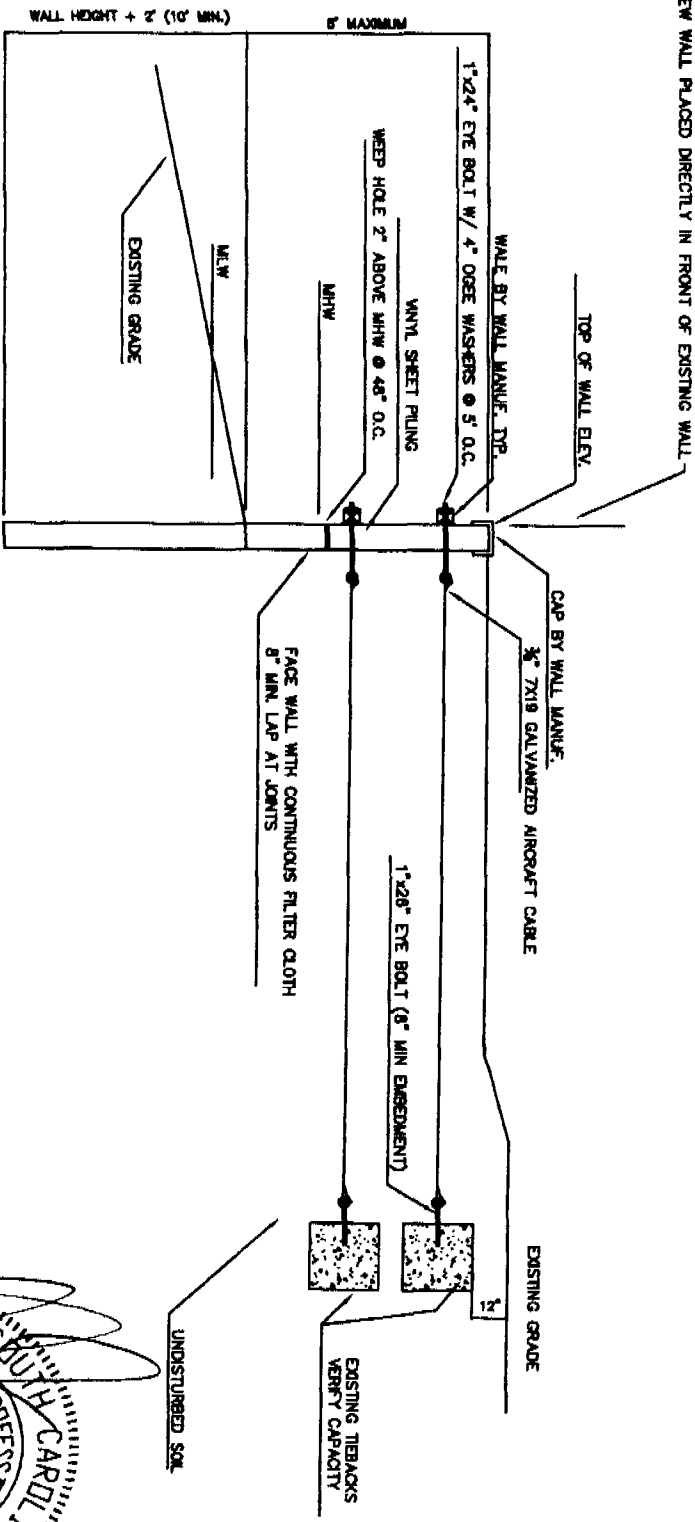 EW WALL PLACED DIRECTLY IN FRONT OF EXISTING WALL
TOP OF WALL ELEV.
CAP BY WALL MANUF.
7X19 GALVANIZED AIRCRAFT CABLE
EXISTING GRADE
12"
WALE BY WALL MANUF. TYP.
1"x24" EYE BOLT W/ 4" OGEE WASHERS @ 5' O.C.
1"x28" EYE BOLT (8" MIN EMBEDMENT)
EXISTING TIEBACKS
VERIFY CAPACITY
VINYL SHEET PILING
WEEP HOLE 2" ABOVE MHW @ 48" O.C.
MHW
FACE WALL WITH CONTINUOUS FILTER CLOTH
8" MIN. LAP AT JOINTS
UNDISTURBED SOIL
MLW
EXISTING GRADE
MAXIMUM
WALL HEIGHT + 2' (10' MIN.)
SOUTH CAROL